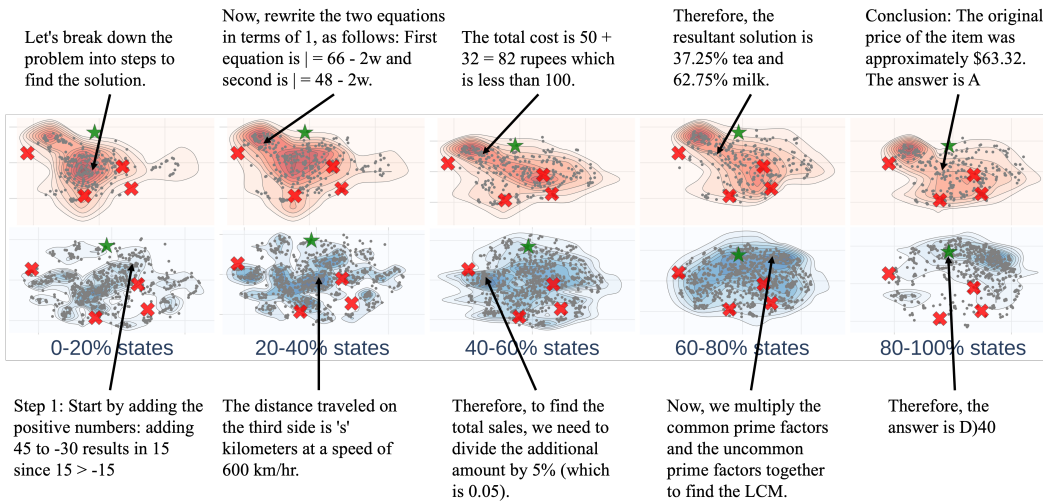 Let's break down the
problem into steps to
find the solution.
Now, rewrite the two equations
in terms of 1, as follows: First
equation is | = 66 - 2w and
second is | = 48 - 2w.
The total cost is 50 +
32 = 82 rupees which
is less than 100.
Therefore, the
resultant solution is
37.25% tea and
62.75% milk.
Conclusion: The original
price of the item was
approximately $63.32.
The answer is A
0-20% states
20-40% states
40-60% states
60-80% states
80-100% states
Step 1: Start by adding the
positive numbers: adding
45 to -30 results in 15
since 15 > -15
The distance traveled on
the third side is 's'
kilometers at a speed of
600 km/hr.
Therefore, to find the
total sales, we need to
divide the additional
amount by 5% (which
is 0.05).
Now, we multiply the
common prime factors
and the uncommon
prime factors together
to find the LCM.
Therefore, the
answer is D)40